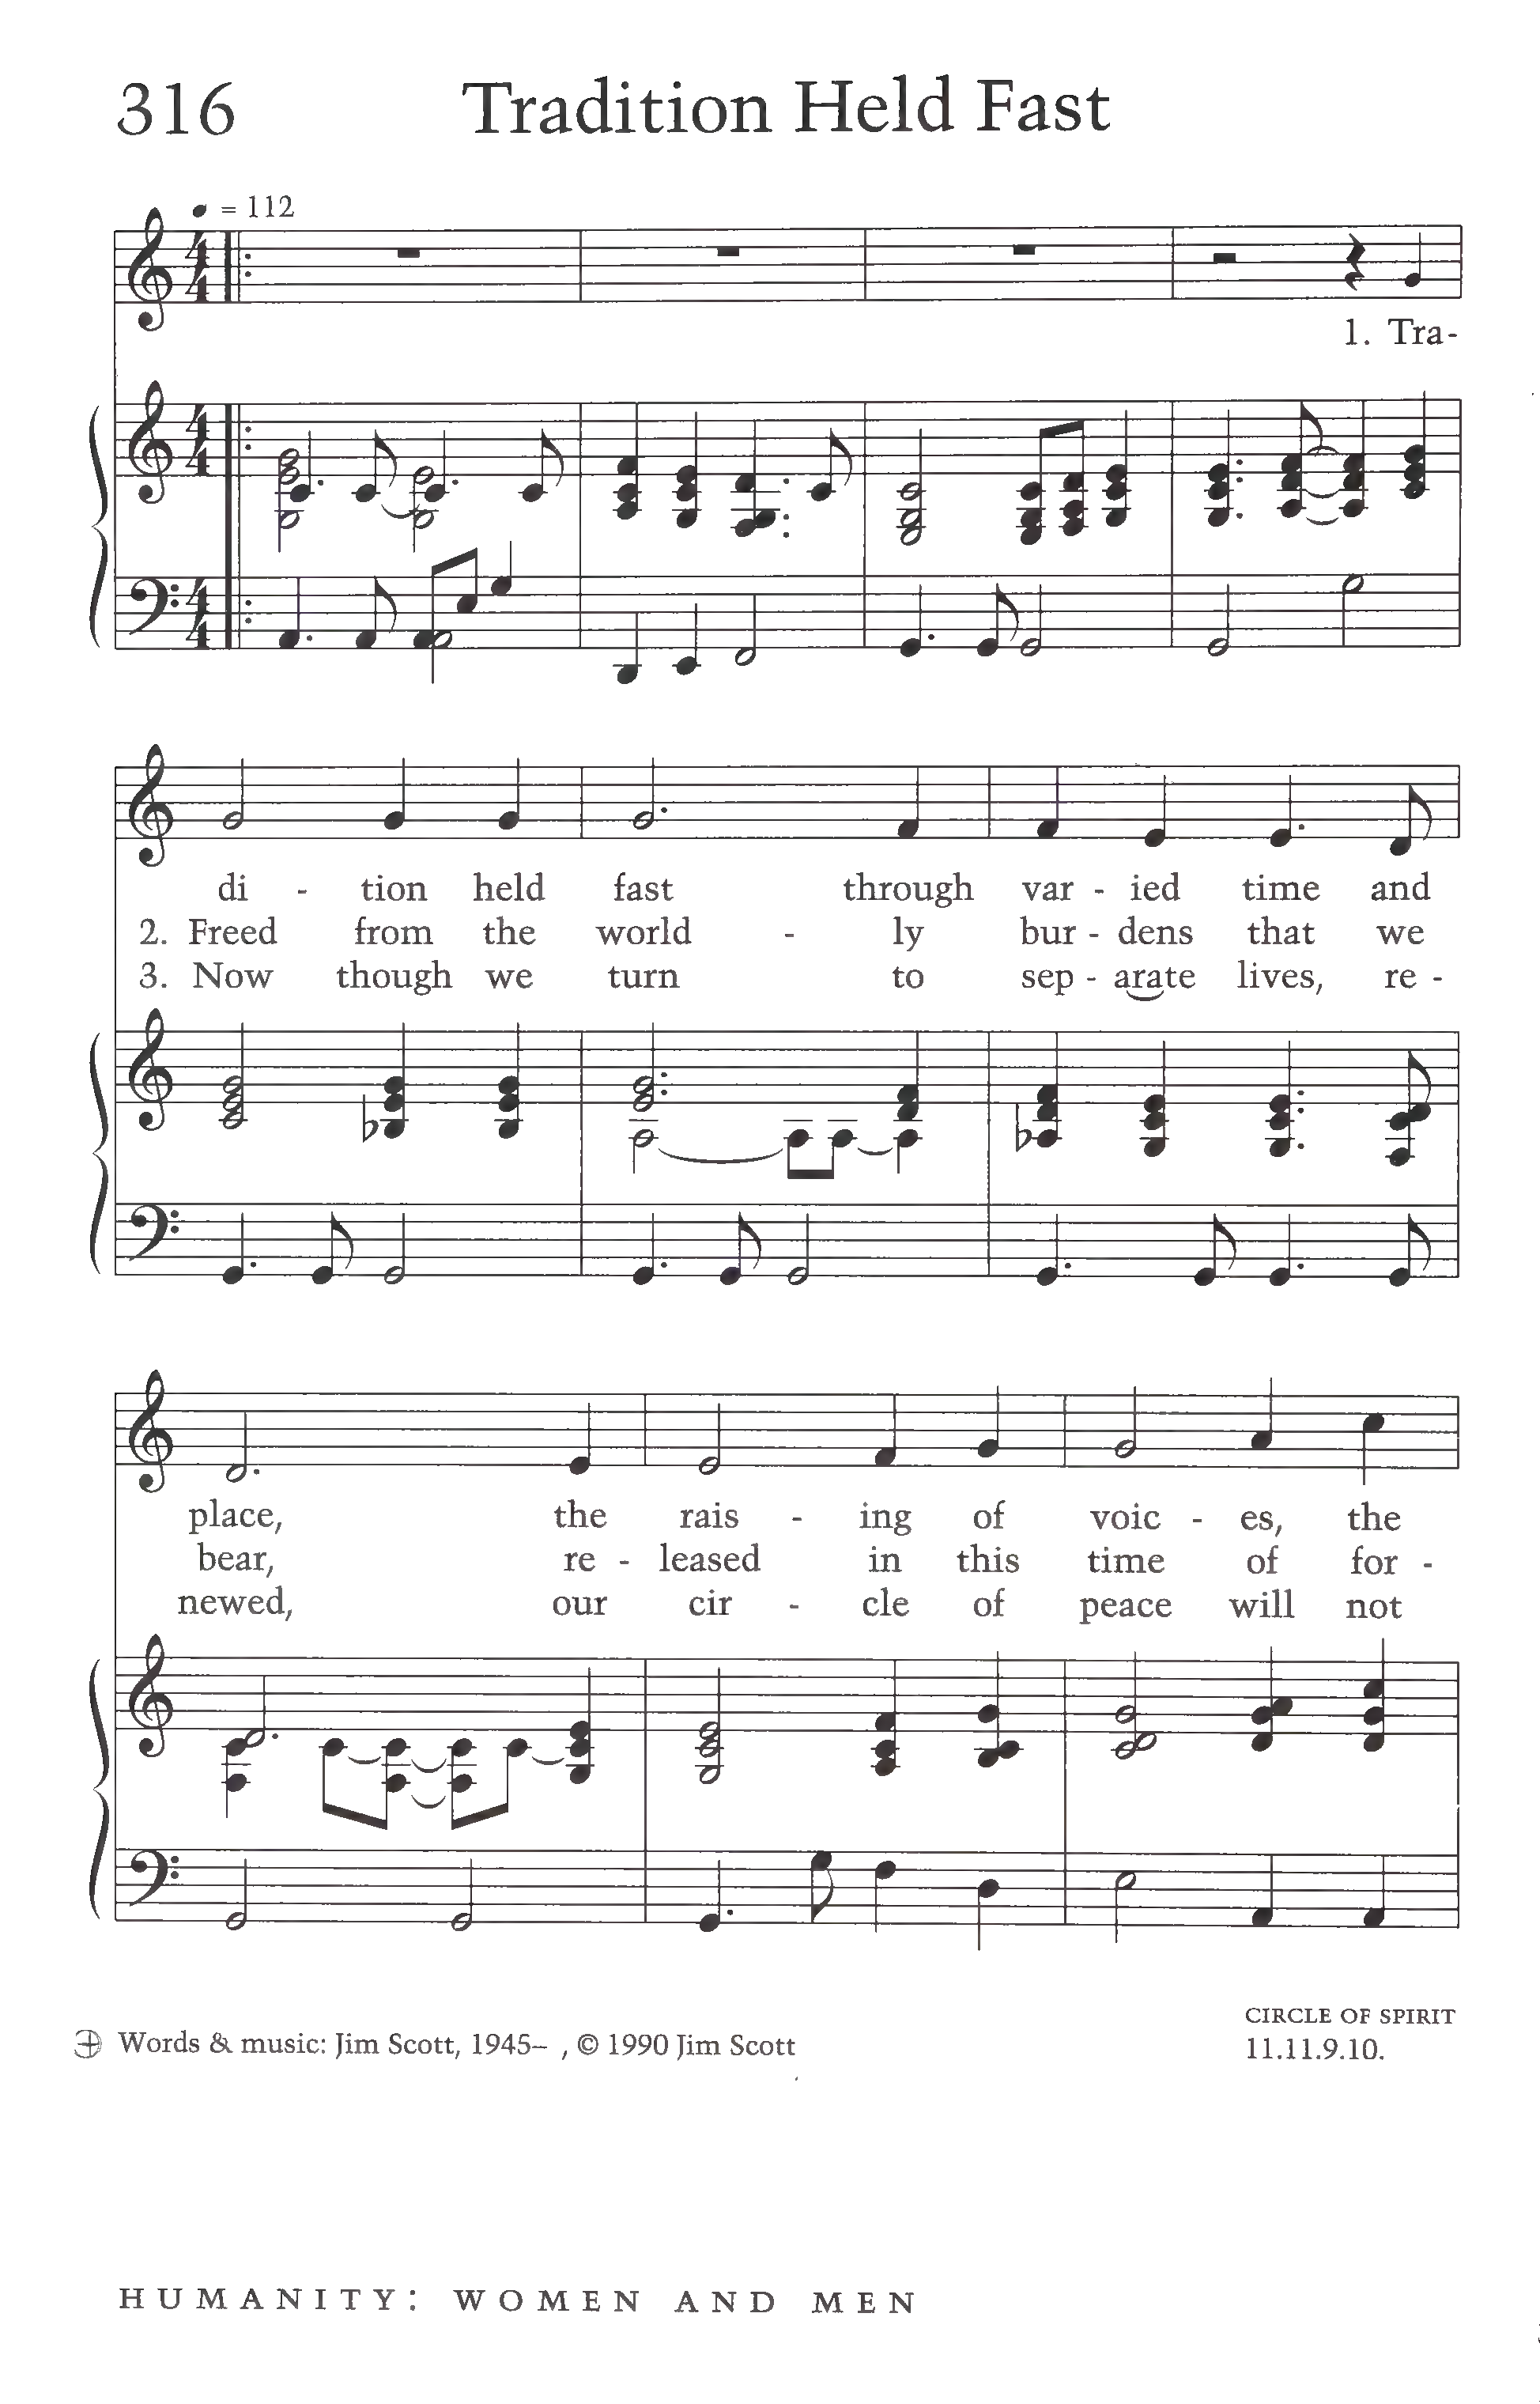 316 Tradition Held Fast
= 112
1. Tra-
di - tion held fast through var - ied time and
2. Freed from the world - ly bur - dens that we
3. Now though we turn to sep - arate lives, re -
place, the rais - ing of voic - es, the
bear, re - leased in this time of for -
newed, our cir - cle of peace will not
CIRCLE OF SPIRIT
Words & music: Jim Scott, 1945– , © 1990 Jim Scott 11.11.9.10.
HUMANITY: WOMEN AND MEN